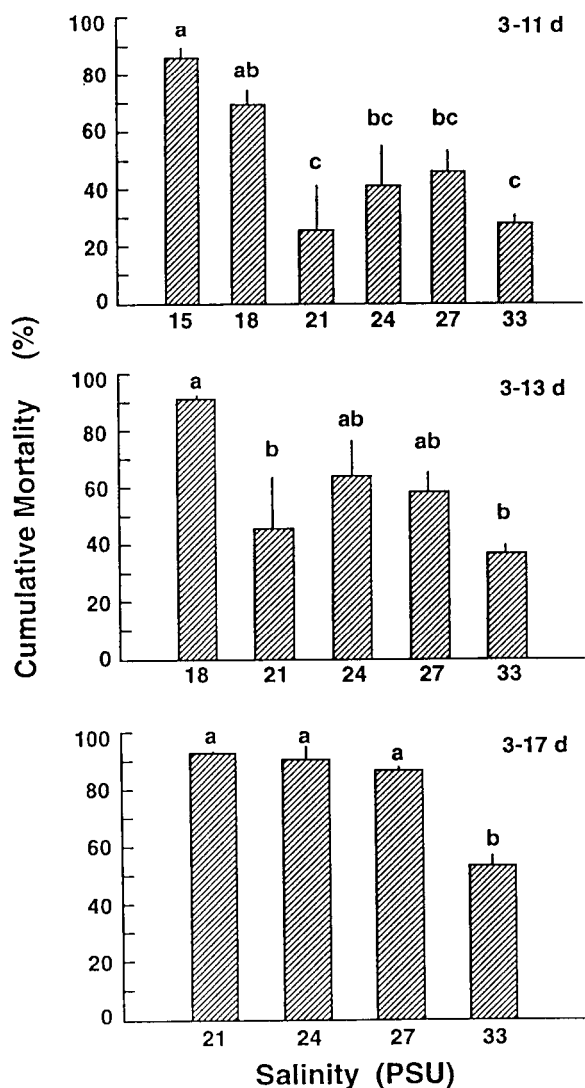 3-11 d
100
80
60
40
20
0
a
ab
c
bc
bc
c
15 18 21 24 27 33
3-13 d
100
80
60
40
20
0
a
b
ab
ab
b
18 21 24 27 33
3-17 d
100
80
60
40
20
0
a
a
a
b
21 24 27 33
Cumulative Mortality (%)
Salinity (PSU)